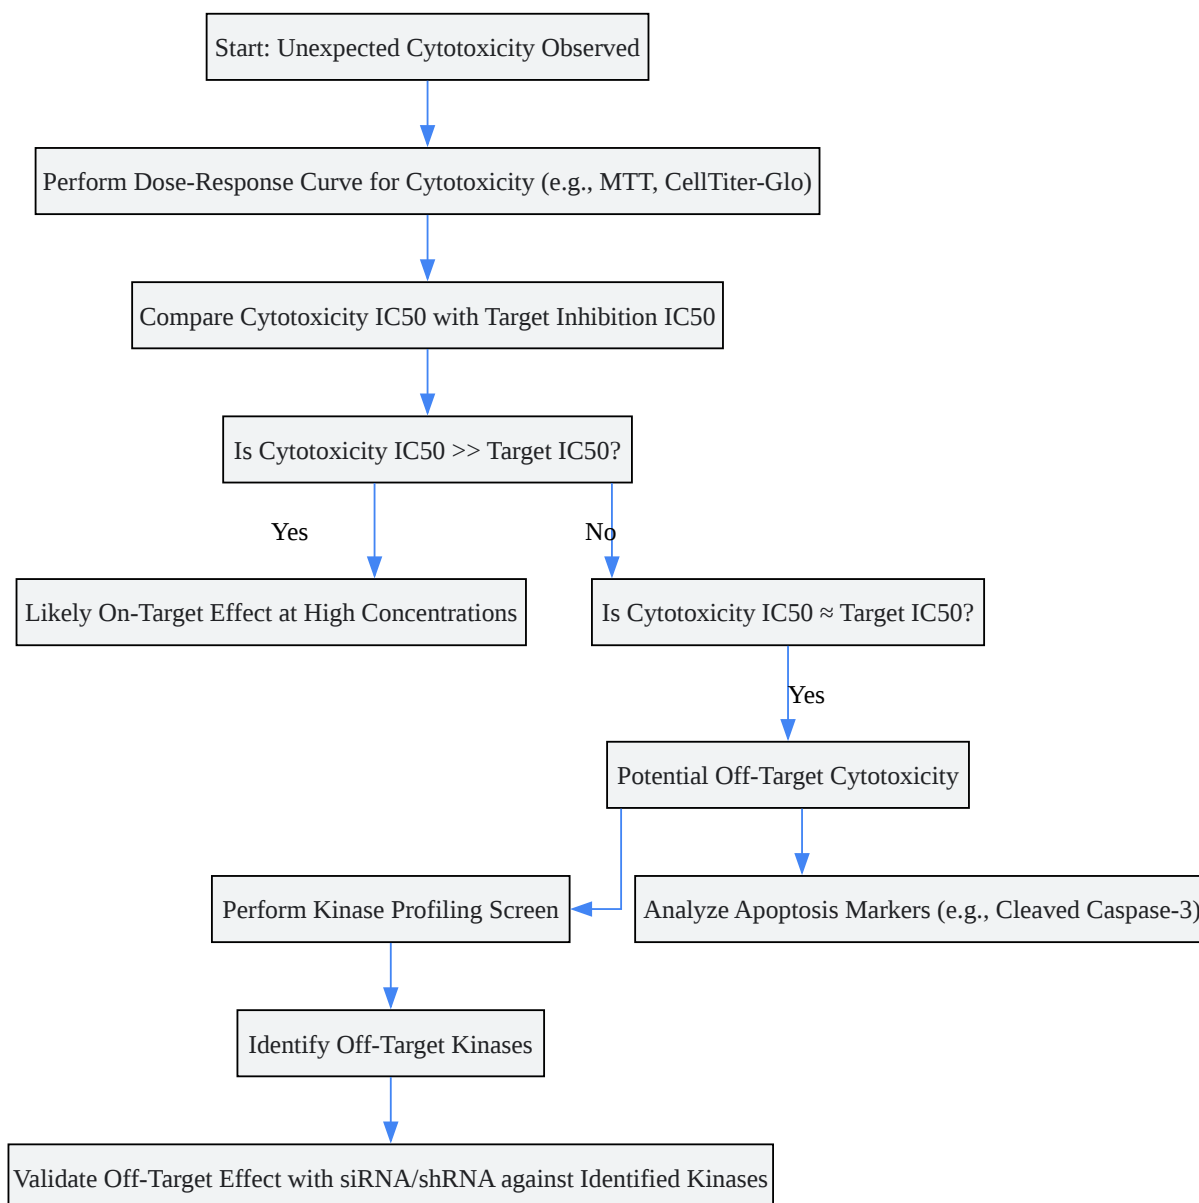 Start: Unexpected Cytotoxicity Observed
Perform Dose-Response Curve for Cytotoxicity (e.g., MTT, CellTiter-Glo)
Compare Cytotoxicity IC50 with Target Inhibition IC50
Is Cytotoxicity IC50 >> Target IC50?
Yes
No
Likely On-Target Effect at High Concentrations
Is Cytotoxicity IC50 ≈ Target IC50?
Yes
Potential Off-Target Cytotoxicity
Perform Kinase Profiling Screen
Analyze Apoptosis Markers (e.g., Cleaved Caspase-3)
Identify Off-Target Kinases
Validate Off-Target Effect with siRNA/shRNA against Identified Kinases